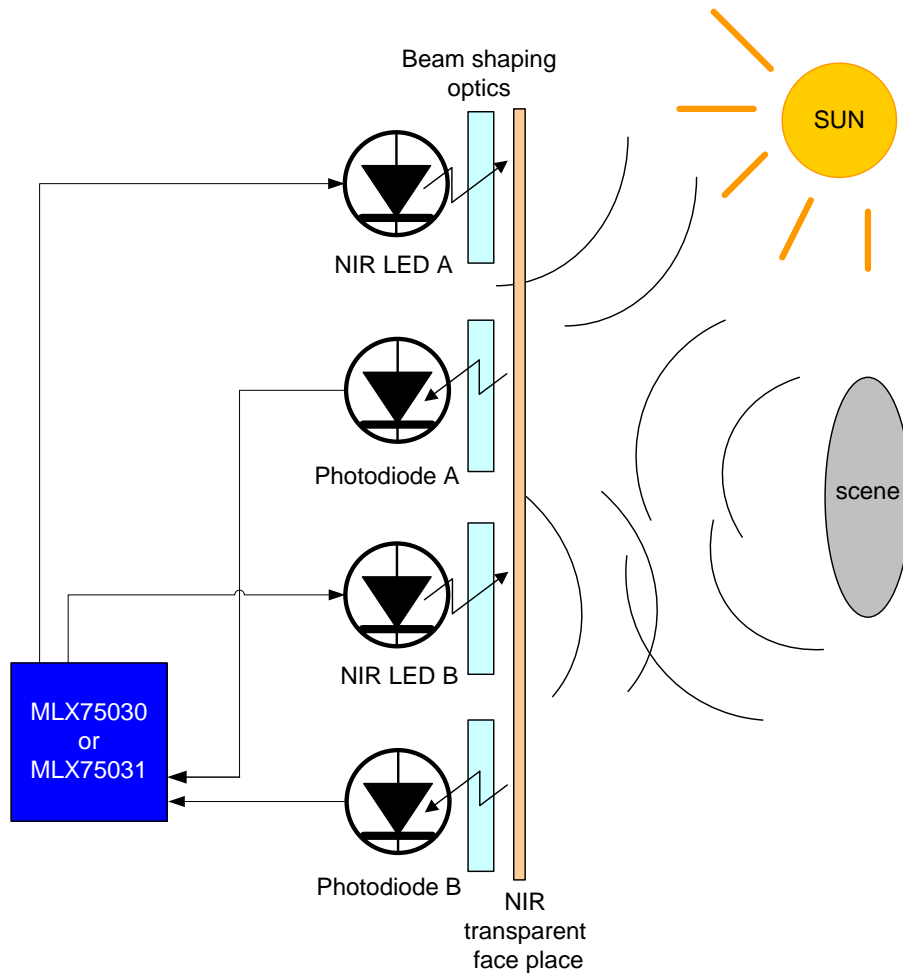 Beam shaping
optics
SUN
NIR LED A
Photodiode A
scene
NIR LED B
MLX75030
or
MLX75031
Photodiode B
NIR
transparent
face place